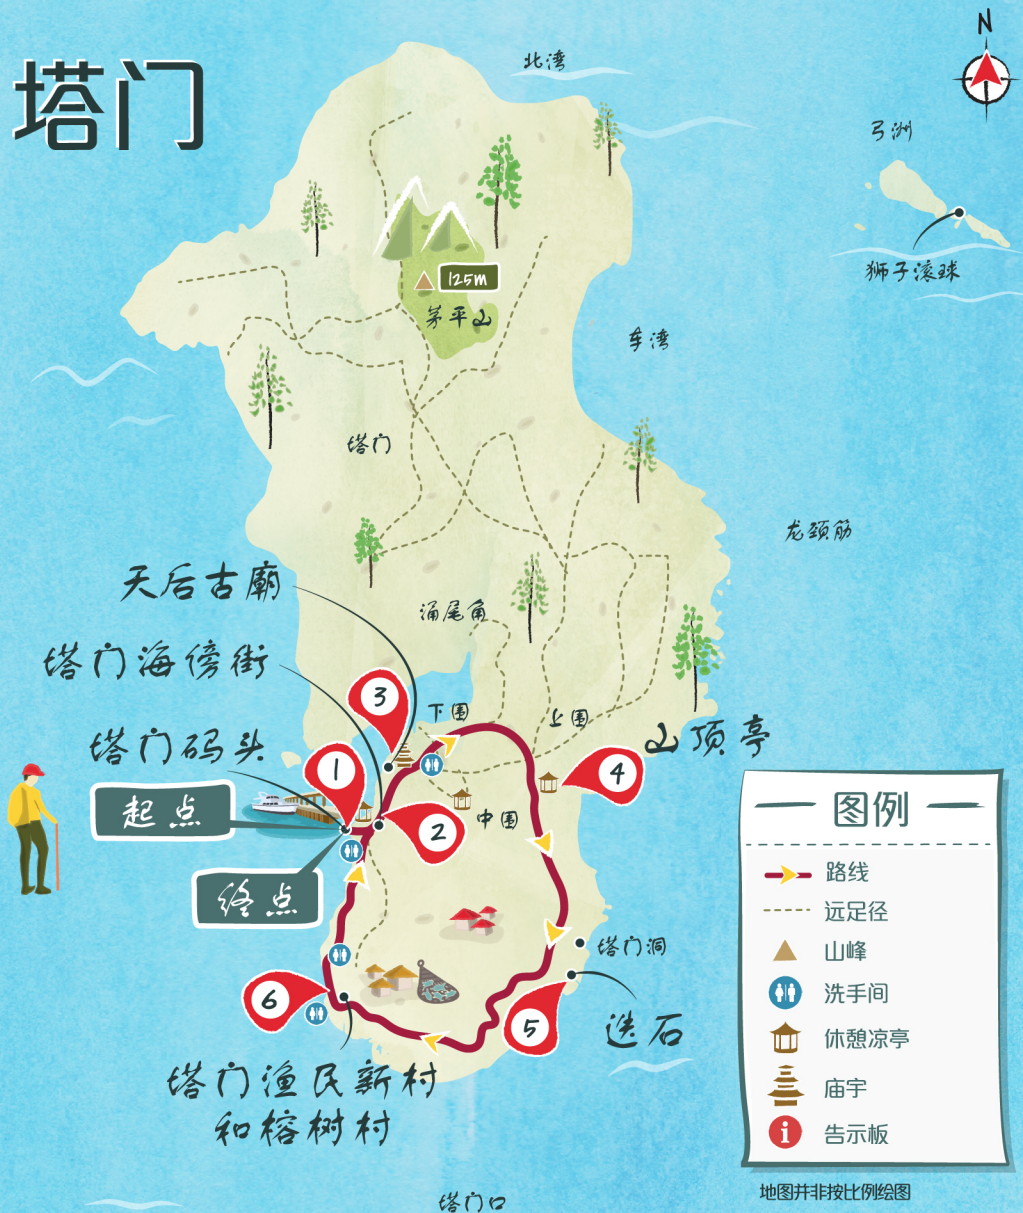 北湾
N
塔门
弓洲
狮子滚球
125m
茅平山
车湾
塔门
龙颈筋
天后古廟
涌尾角
塔门海傍街
3
下围
上围
山顶亭
塔门码头
1
4
起点
2
中围
图例
终点
路线
远足径
塔门洞
山峰
6
洗手间
5
迭石
休憩凉亭
塔门渔民新村
和榕树村
庙宇
i
告示板
地图并非按比例绘图
塔门口